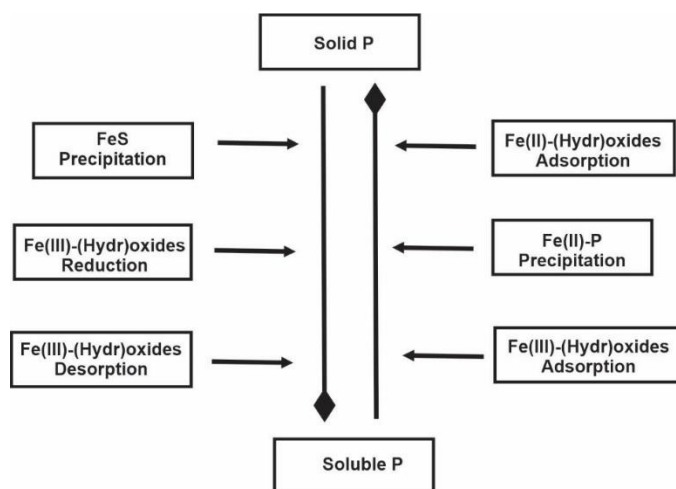 Solid P
FeS
Precipitation
Fe(II)-(Hydr)oxides
Adsorption
Fe(III)-(Hydr)oxides
Reduction
Fe(II)-P
Precipitation
Fe(III)-(Hydr)oxides
Desorption
Fe(III)-(Hydr)oxides
Adsorption
Soluble P